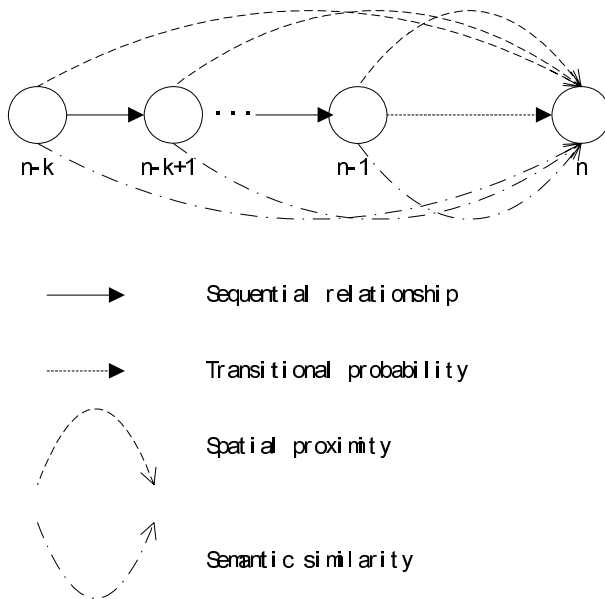 n-k n-k+1 ... n-1 n
Sequential relationship
Transitional probability
Spatial proximity
Semantic similarity